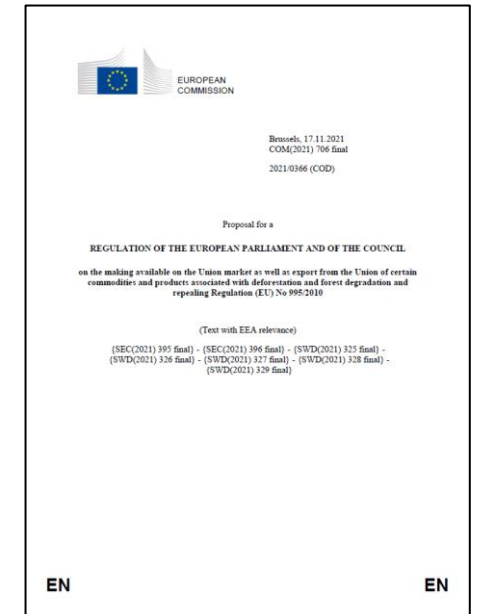 EUROPEAN
COMMISSION
Brussels, 17.11.2021
COM(2021) 706 final
2021/0366 (COD)
Proposal for a
REGULATION OF THE EUROPEAN PARLIAMENT AND OF THE COUNCIL
on the making available on the Union market as well as export from the Union of certain
commodities and products associated with deforestation and forest degradation and
repealing Regulation (EU) No 995/2010
(Text with EEA relevance)
{SEC(2021) 395 final} - {SEC(2021) 396 final} - {SWD(2021) 325 final} -
{SWD(2021) 326 final} - {SWD(2021) 327 final} - {SWD(2021) 328 final} -
{SWD(2021) 329 final}
EN EN